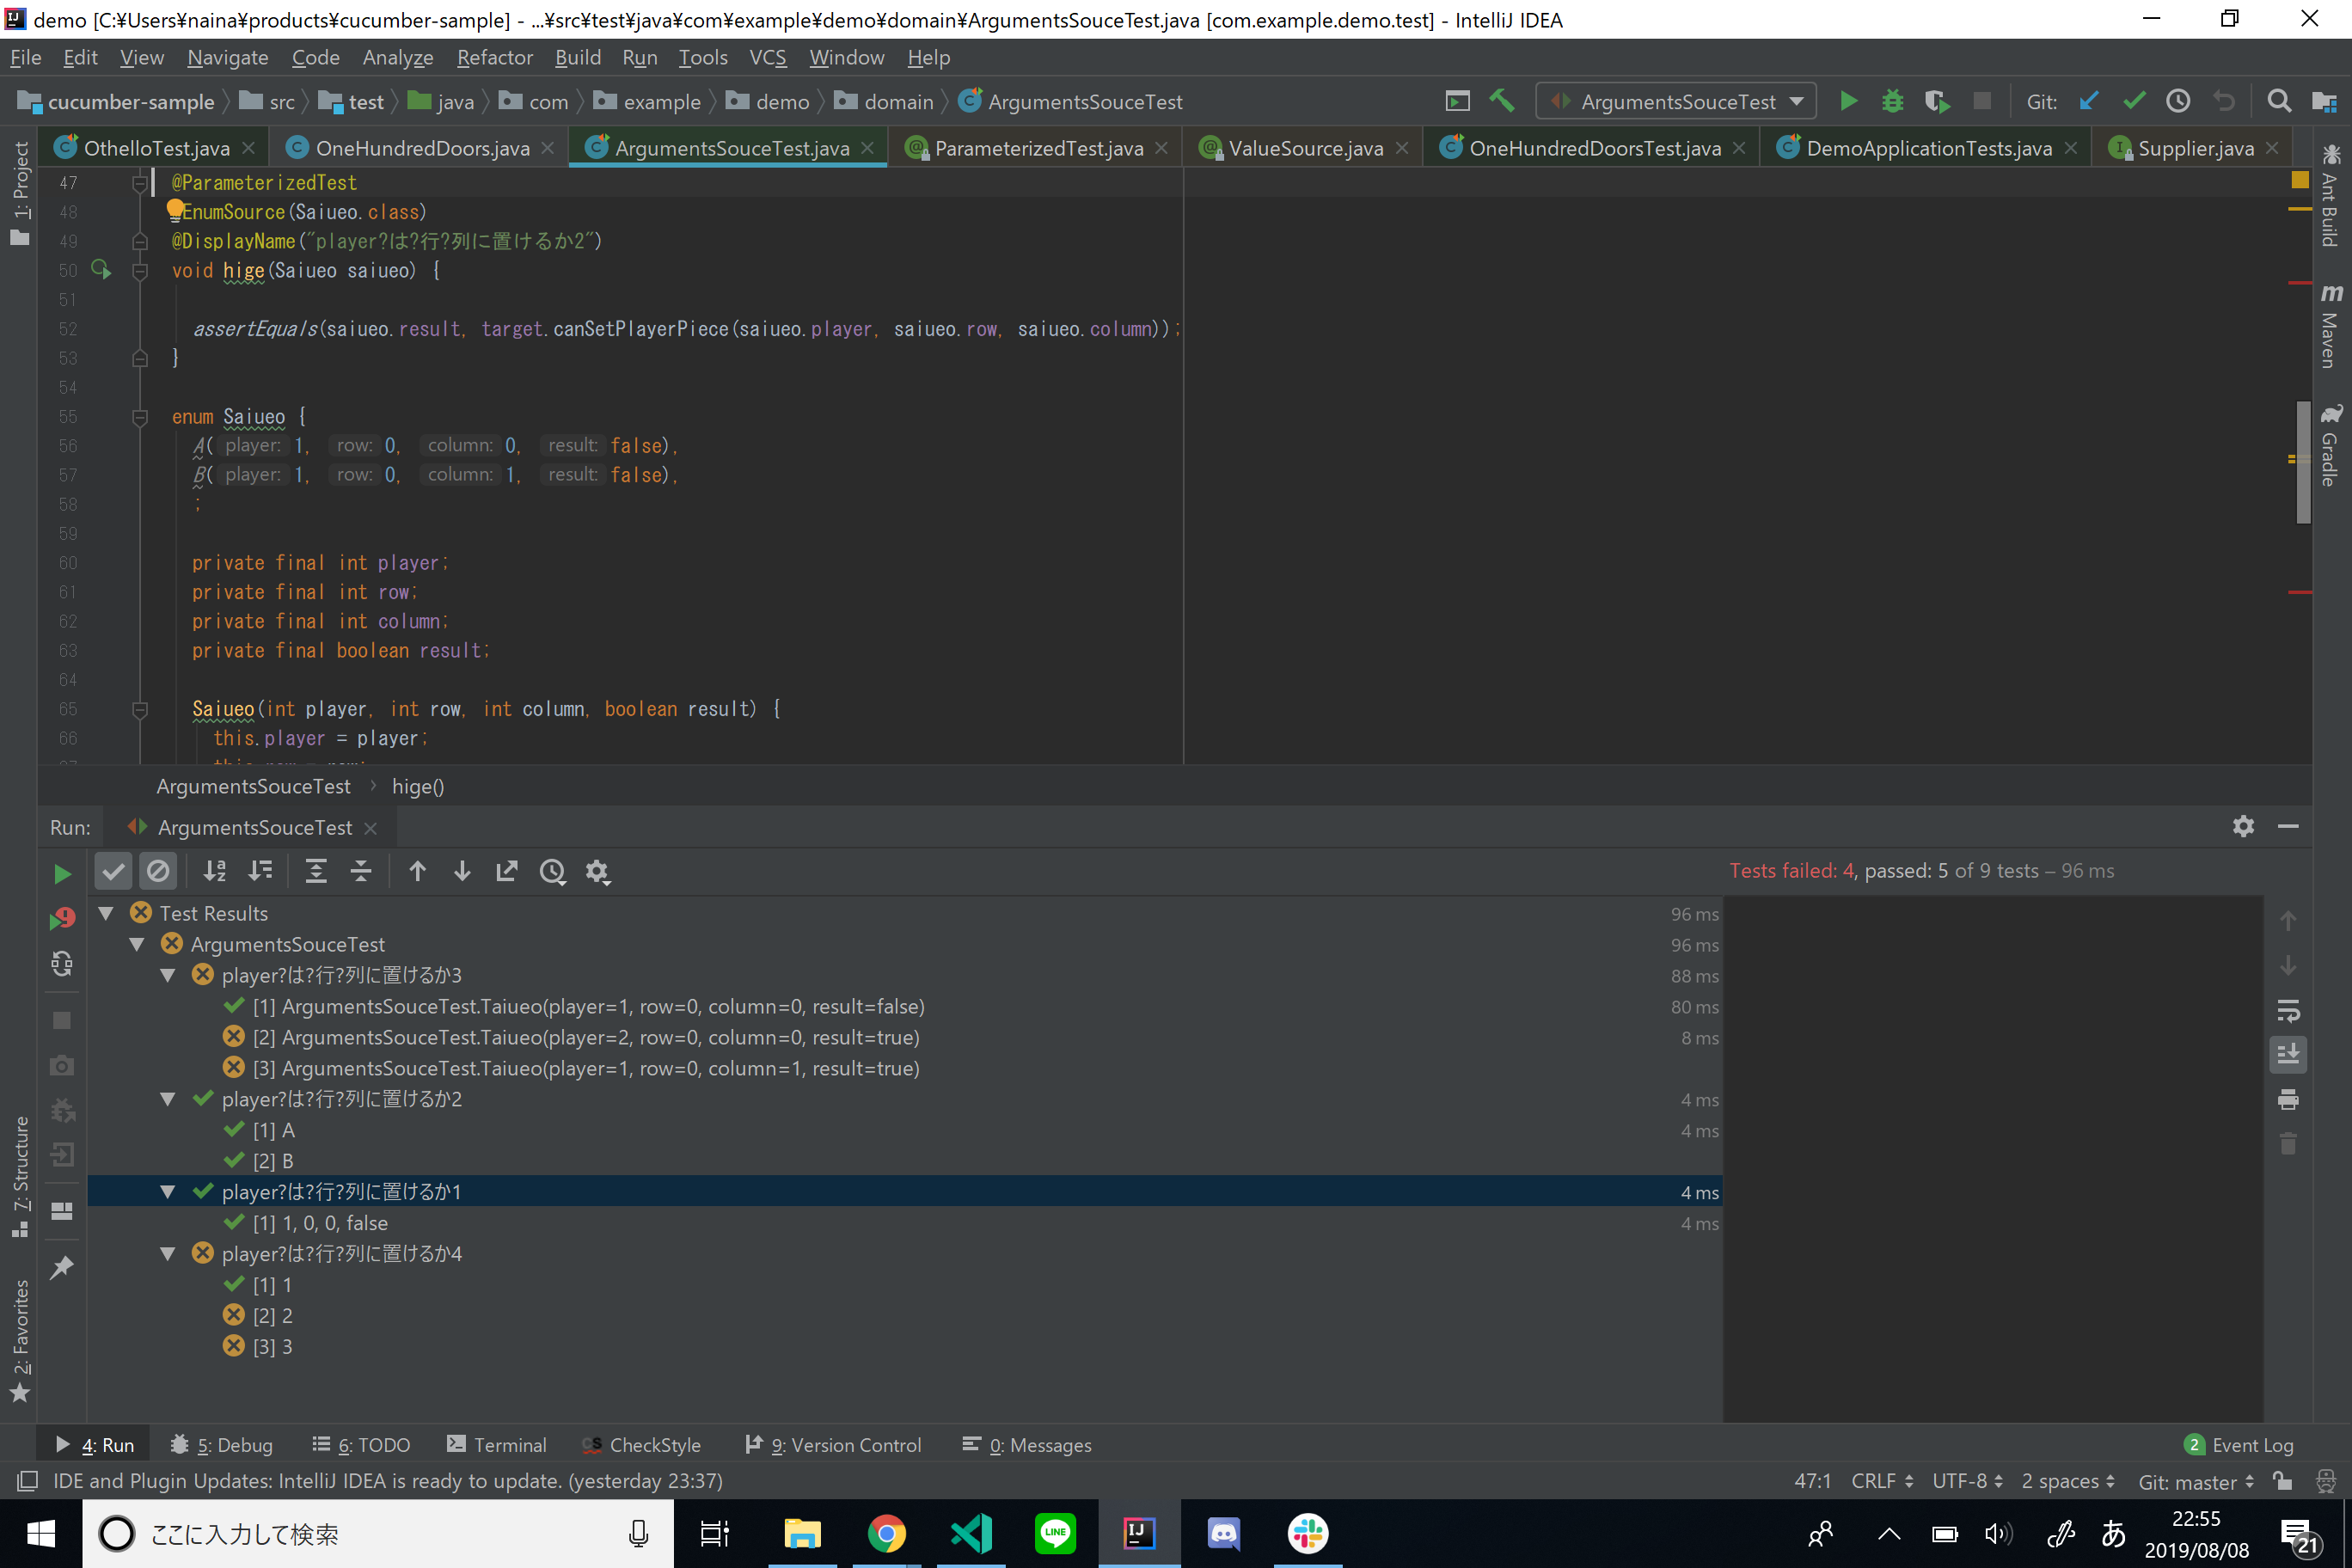 demo [C:¥Users¥naina¥products¥cucumber-sample] - ...¥src¥test¥java¥com¥example¥demo¥domain¥ArgumentsSouceTest.java [com.example.demo.test] - IntelliJ IDEA
File Edit View Navigate Code Analyze Refactor Build Run Tools VCS Window Help
cucumber-sample src test java com example demo domain ArgumentsSouceTest ArgumentsSouceTest Git:
OthelloTest.java OneHundredDoors.java ArgumentsSouceTest.java ParameterizedTest.java ValueSource.java OneHundredDoorsTest.java DemoApplicationTests.java Supplier.java
1: Project
7: Structure
2: Favorites
Ant Build
Maven
Gradle
47 @ParameterizedTest
48 EnumSource(Saiueo.class)
49 @DisplayName("player?は?行?列に置けるか2")
50 void hige(Saiueo saiueo) {
51
52 assertEquals(saiueo.result, target.canSetPlayerPiece(saiueo.player, saiueo.row, saiueo.column));
53 }
54
55 enum Saiueo {
56 A( player: 1, row: 0, column: 0, result: false),
57 B( player: 1, row: 0, column: 1, result: false),
58 ;
59
60 private final int player;
61 private final int row;
62 private final int column;
63 private final boolean result;
64
65 Saiueo(int player, int row, int column, boolean result) {
66 this.player = player;
ArgumentsSouceTest › hige()
Run: ArgumentsSouceTest
Tests failed: 4, passed: 5 of 9 tests – 96 ms
Test Results 96 ms
ArgumentsSouceTest 96 ms
player?は?行?列に置けるか3 88 ms
[1] ArgumentsSouceTest.Taiueo(player=1, row=0, column=0, result=false) 80 ms
[2] ArgumentsSouceTest.Taiueo(player=2, row=0, column=0, result=true) 8 ms
[3] ArgumentsSouceTest.Taiueo(player=1, row=0, column=1, result=true)
player?は?行?列に置けるか2 4 ms
[1] A 4 ms
[2] B
player?は?行?列に置けるか1 4 ms
[1] 1, 0, 0, false 4 ms
player?は?行?列に置けるか4
[1] 1
[2] 2
[3] 3
4: Run 5: Debug 6: TODO Terminal CheckStyle 9: Version Control 0: Messages 2 Event Log
IDE and Plugin Updates: IntelliJ IDEA is ready to update. (yesterday 23:37) 47:1 CRLF UTF-8 2 spaces Git: master
ここに入力して検索
LINE
IJ
あ
22:55
2019/08/08
21